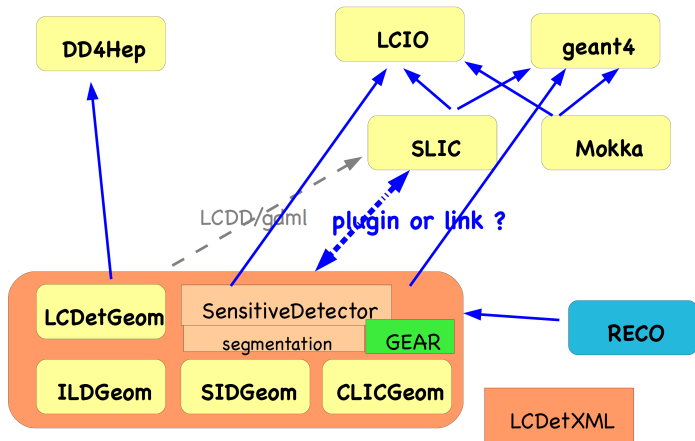 DD4Hep
LCIO
geant4
SLIC
Mokka
LCDD/gdml
plugin or link ?
LCDetGeom
SensitiveDetector
segmentation
GEAR
RECO
ILDGeom
SIDGeom
CLICGeom
LCDetXML